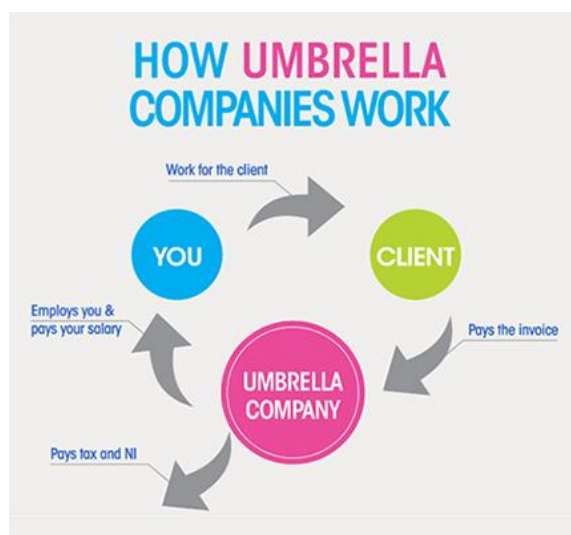 HOW UMBRELLA
COMPANIES WORK
Work for the client
YOU
CLIENT
Employs you &
pays your salary
Pays the invoice
UMBRELLA
COMPANY
Pays tax and NI